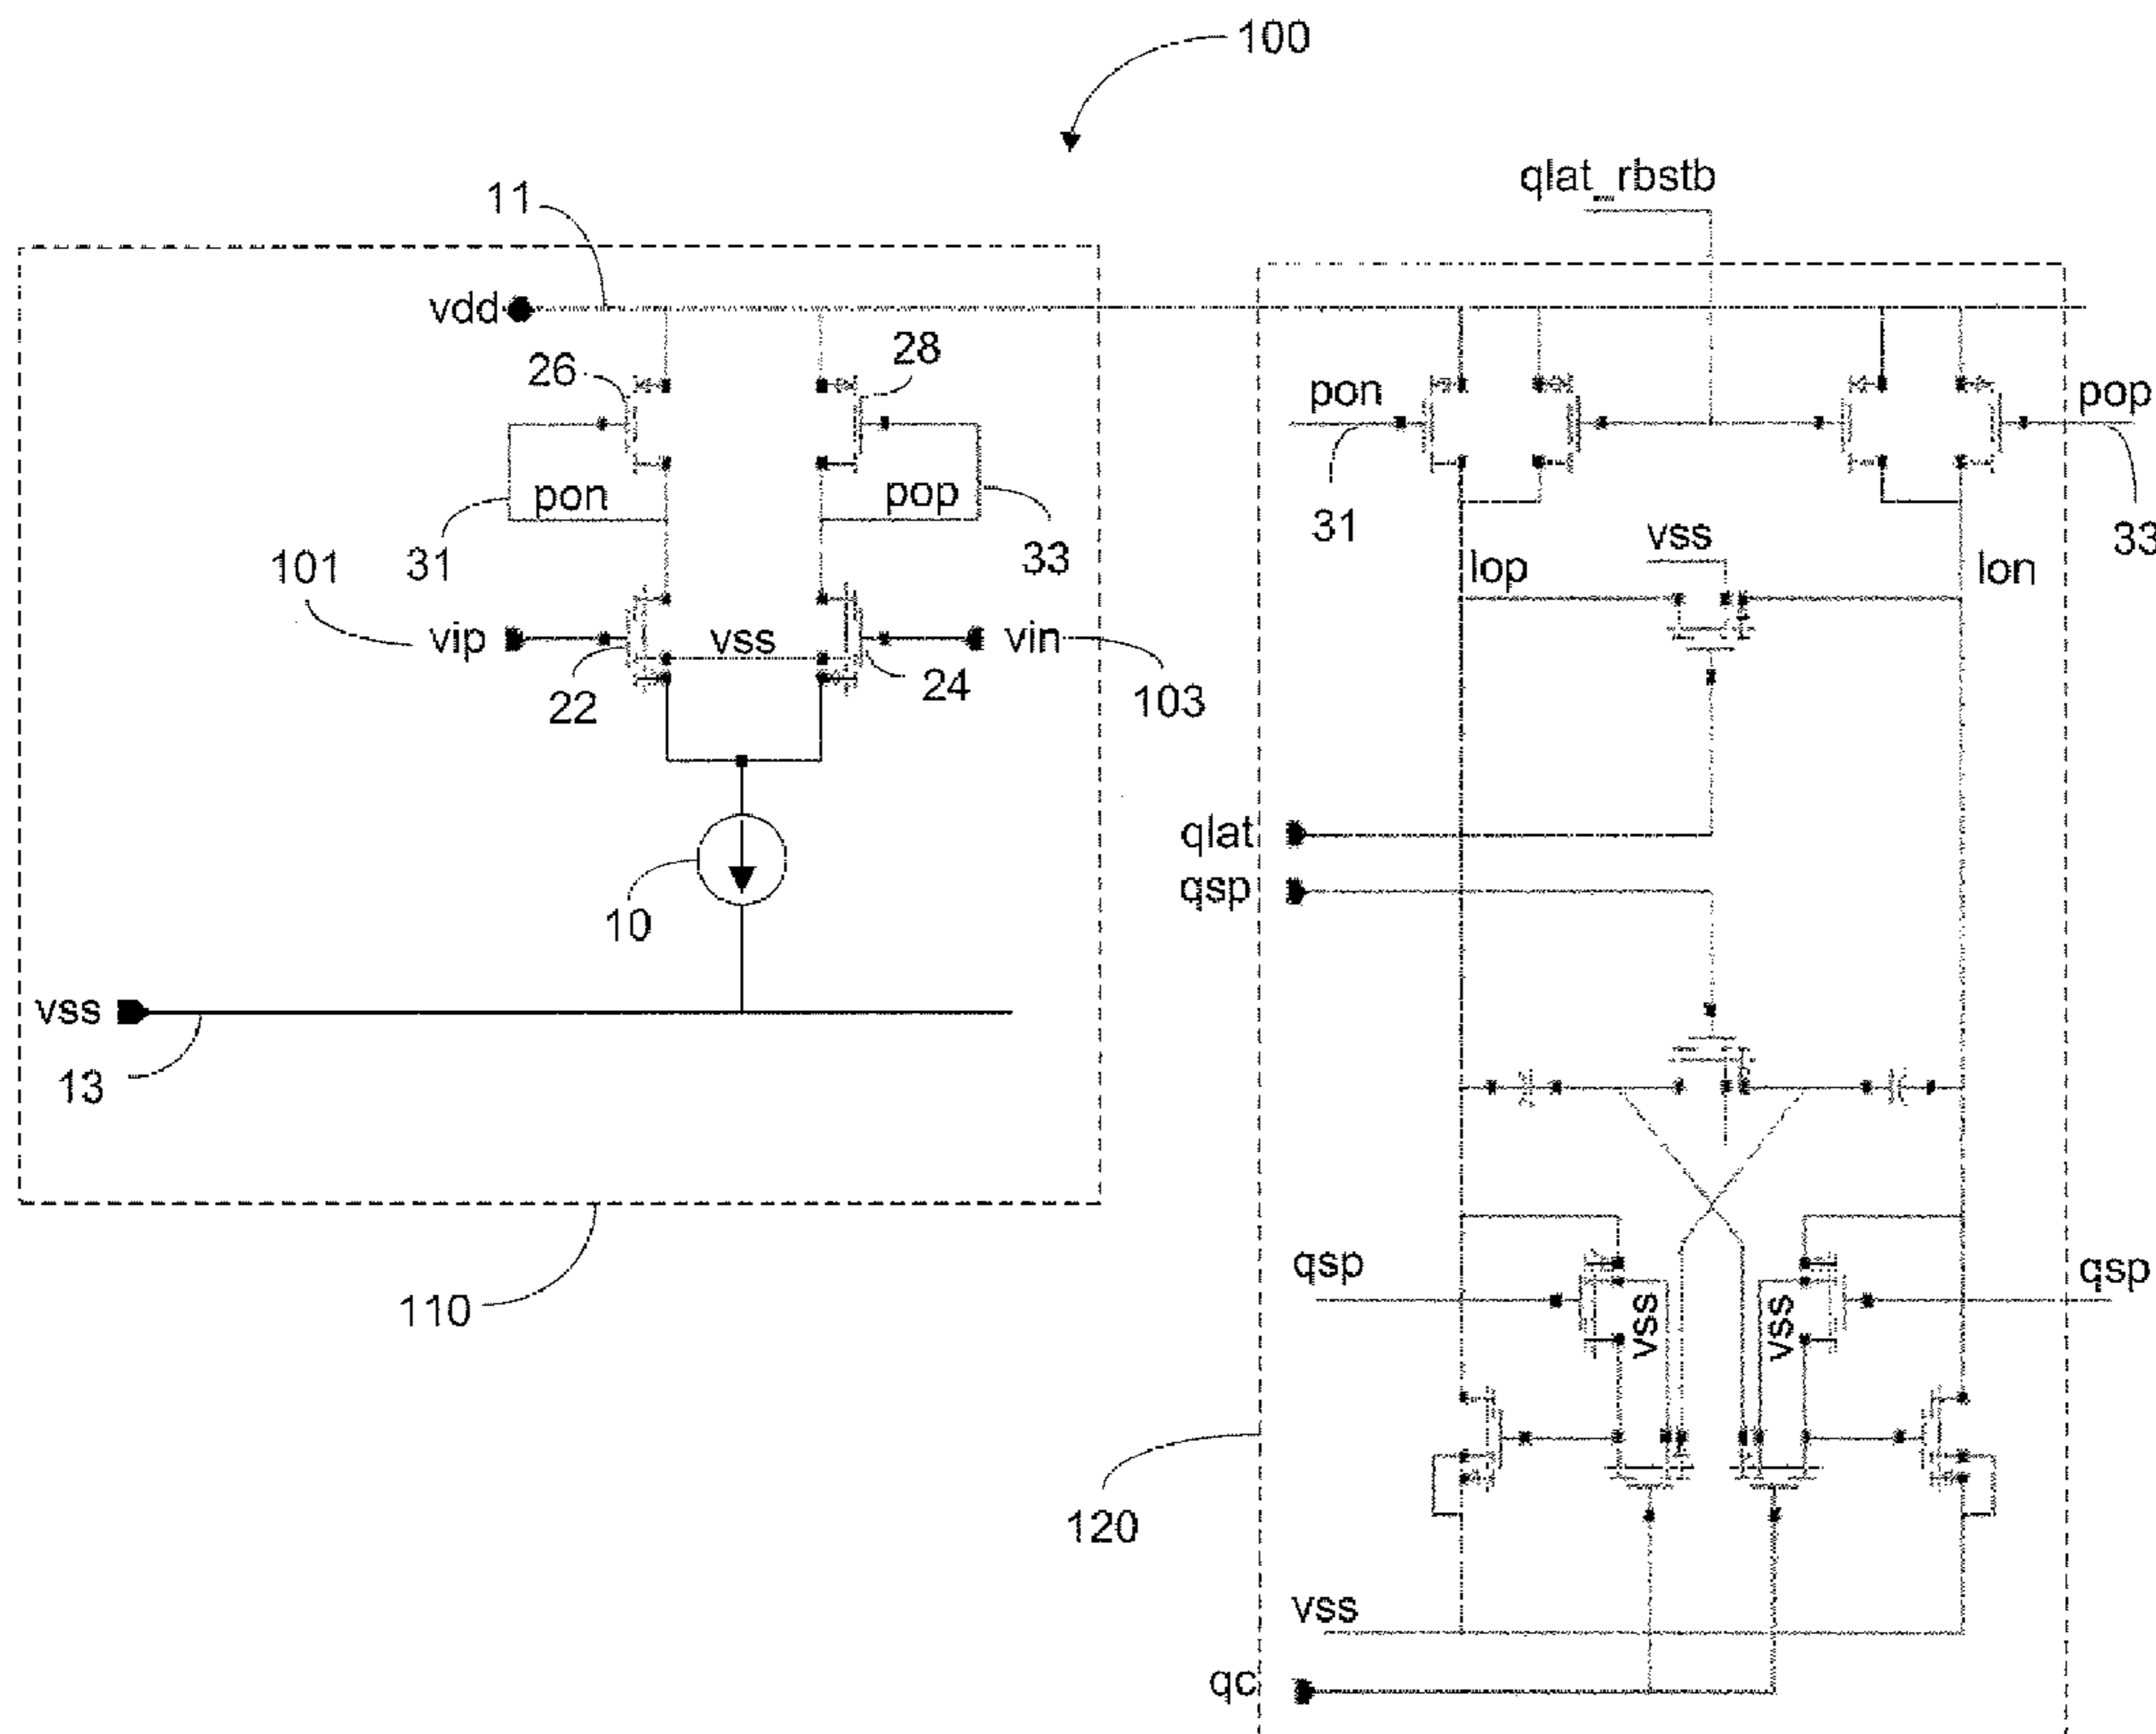 100
qlat_rbstb
11
vdd
26
28
pon
pop
31
33
pon
pop
31
33
101
vip
vss
vin
22
24
103
vss
lop
lon
10
qlat
qsp
vss
13
110
qsp
qsp
vss
vss
120
vss
qc